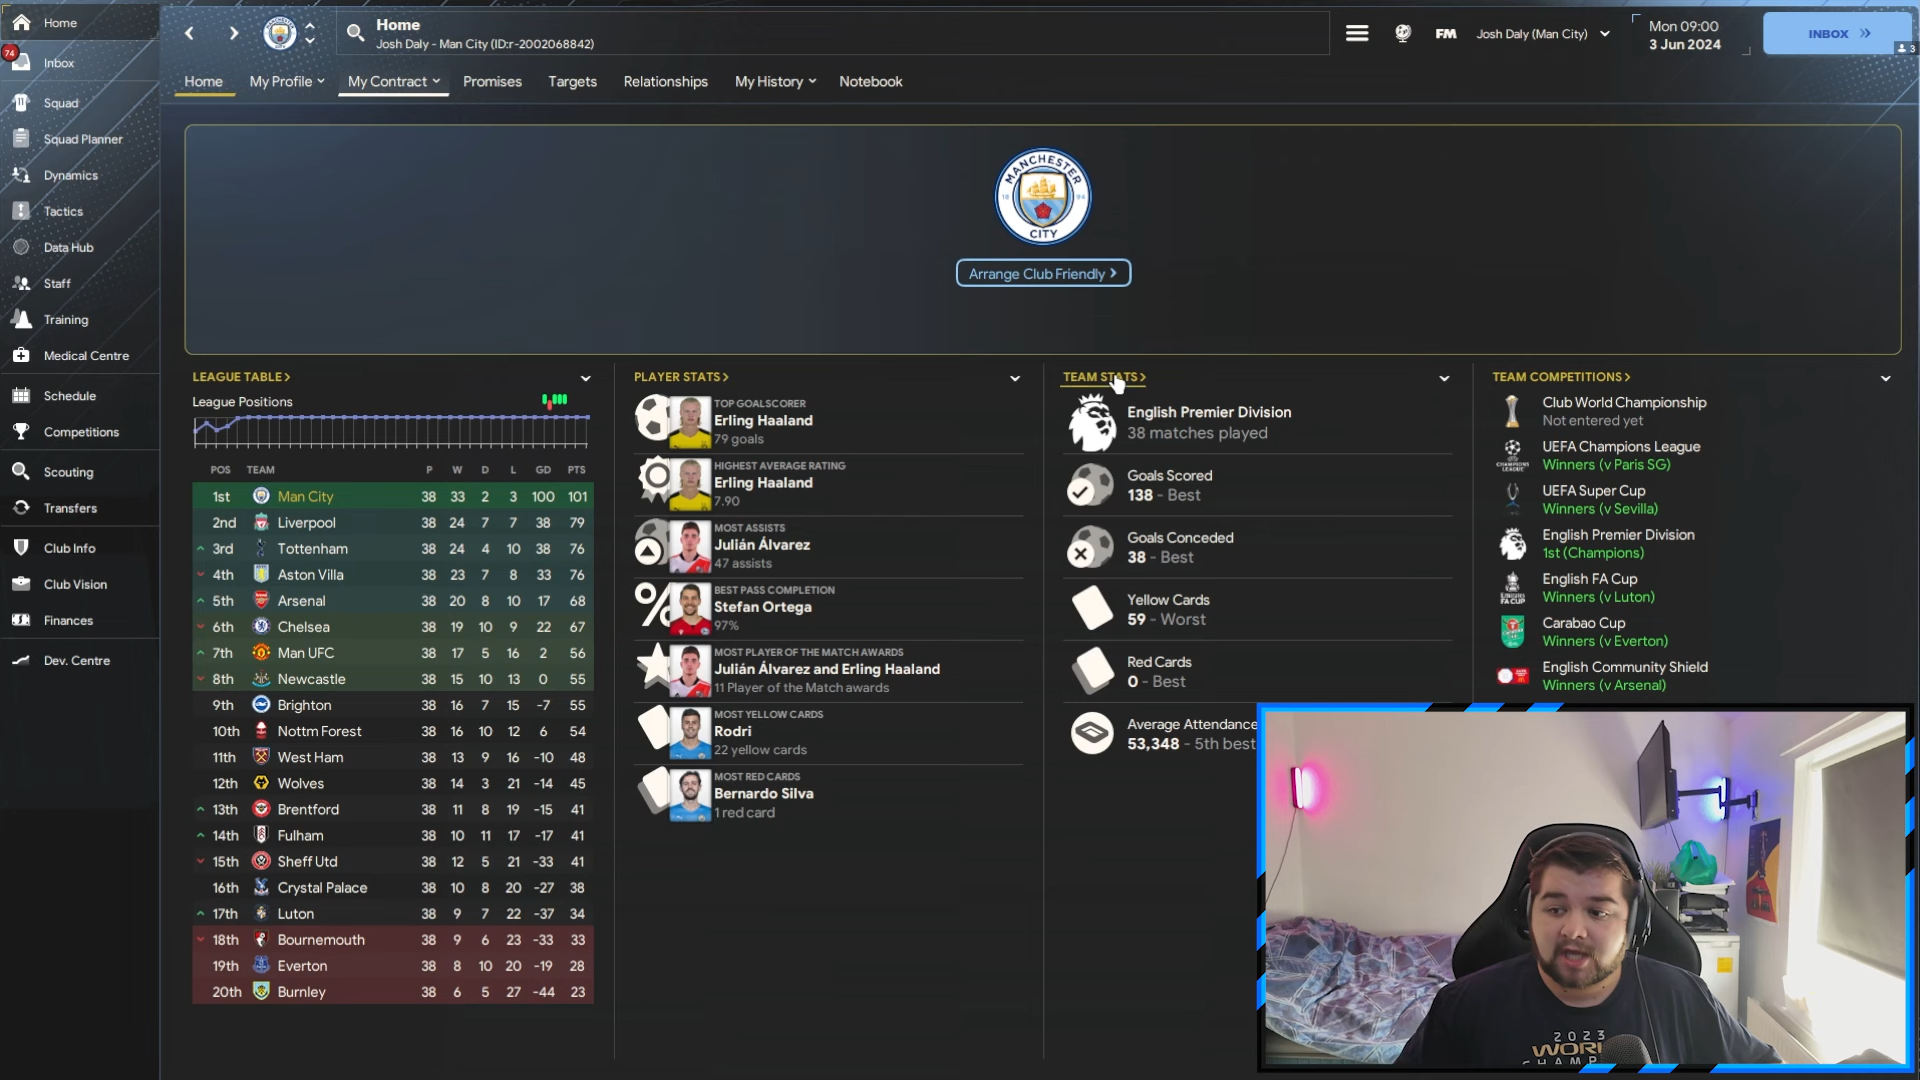 Home
74
Inbox
Squad
Squad Planner
Dynamics
Tactics
Data Hub
Staff
Training
Medical Centre
Schedule
Competitions
Scouting
Transfers
Club Info
Club Vision
Finances
Dev. Centre
Home
Josh Daly - Man City (ID:r-2002068842)
FM
Josh Daly (Man City)
Mon 09:00
3 Jun 2024
INBOX
3
Home My Profile My Contract Promises Targets Relationships My History Notebook
MANCHESTER
18 94
CITY
Arrange Club Friendly >
LEAGUE TABLE >
League Positions
POS TEAM P W D L GD PTS
1st Man City 38 33 2 3 100 101
2nd Liverpool 38 24 7 7 38 79
3rd Tottenham 38 24 4 10 38 76
4th Aston Villa 38 23 7 8 33 76
5th Arsenal 38 20 8 10 17 68
6th Chelsea 38 19 10 9 22 67
7th Man UFC 38 17 5 16 2 56
8th Newcastle 38 15 10 13 0 55
9th Brighton 38 16 7 15 -7 55
10th Nottm Forest 38 16 10 12 6 54
11th West Ham 38 13 9 16 -10 48
12th Wolves 38 14 3 21 -14 45
13th Brentford 38 11 8 19 -15 41
14th Fulham 38 10 11 17 -17 41
15th Sheff Utd 38 12 5 21 -33 41
16th Crystal Palace 38 10 8 20 -27 38
17th Luton 38 9 7 22 -37 34
18th Bournemouth 38 9 6 23 -33 33
19th Everton 38 8 10 20 -19 28
20th Burnley 38 6 5 27 -44 23
PLAYER STATS >
TOP GOALSCORER
Erling Haaland
79 goals
HIGHEST AVERAGE RATING
Erling Haaland
7.90
MOST ASSISTS
Julián Álvarez
47 assists
BEST PASS COMPLETION
Stefan Ortega
97%
MOST PLAYER OF THE MATCH AWARDS
Julián Álvarez and Erling Haaland
11 Player of the Match awards
MOST YELLOW CARDS
Rodri
22 yellow cards
MOST RED CARDS
Bernardo Silva
1 red card
TEAM STATS >
English Premier Division
38 matches played
Goals Scored
138 - Best
Goals Conceded
38 - Best
Yellow Cards
59 - Worst
Red Cards
0 - Best
Average Attendance
53,348 - 5th best
TEAM COMPETITIONS >
Club World Championship
Not entered yet
UEFA Champions League
Winners (v Paris SG)
UEFA Super Cup
Winners (v Sevilla)
English Premier Division
1st (Champions)
English FA Cup
Winners (v Luton)
Carabao Cup
Winners (v Everton)
English Community Shield
Winners (v Arsenal)
2023